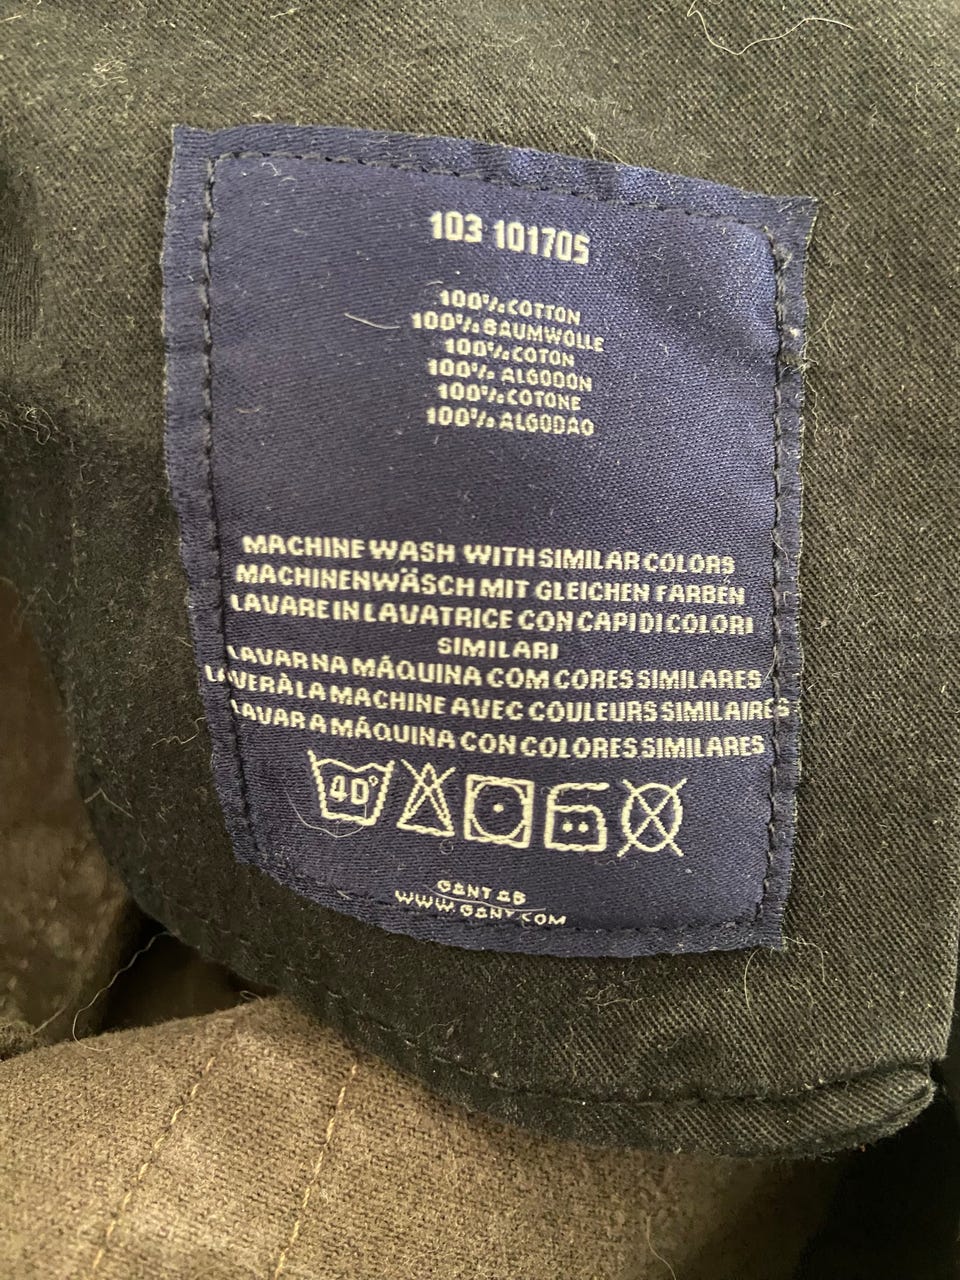 103 101705
100% COTTON
100% BAUMWOLLE
100% COTON
100% ALGODON
100% COTONE
100% ALGODAO
MACHINE WASH WITH SIMILAR COLORS
MACHINENWÄSCH MIT GLEICHEN FARBEN
LAVARE IN LAVATRICE CON CAPI DI COLORI
SIMILARI
LAVAR NA MÁQUINA COM CORES SIMILARES
LAVER À LA MACHINE AVEC COULEURS SIMILAIRES
LAVAR A MÁQUINA CON COLORES SIMILARES
40°
GANT AB
WWW.GANT.COM